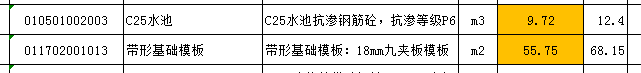 010501002003 C25水池 C25水池抗渗钢筋砼，抗渗等级P6 m3 9.72 12.4
011702001013 带形基础模板 带形基础模板：18mm九夹板模板 m2 55.75 68.15